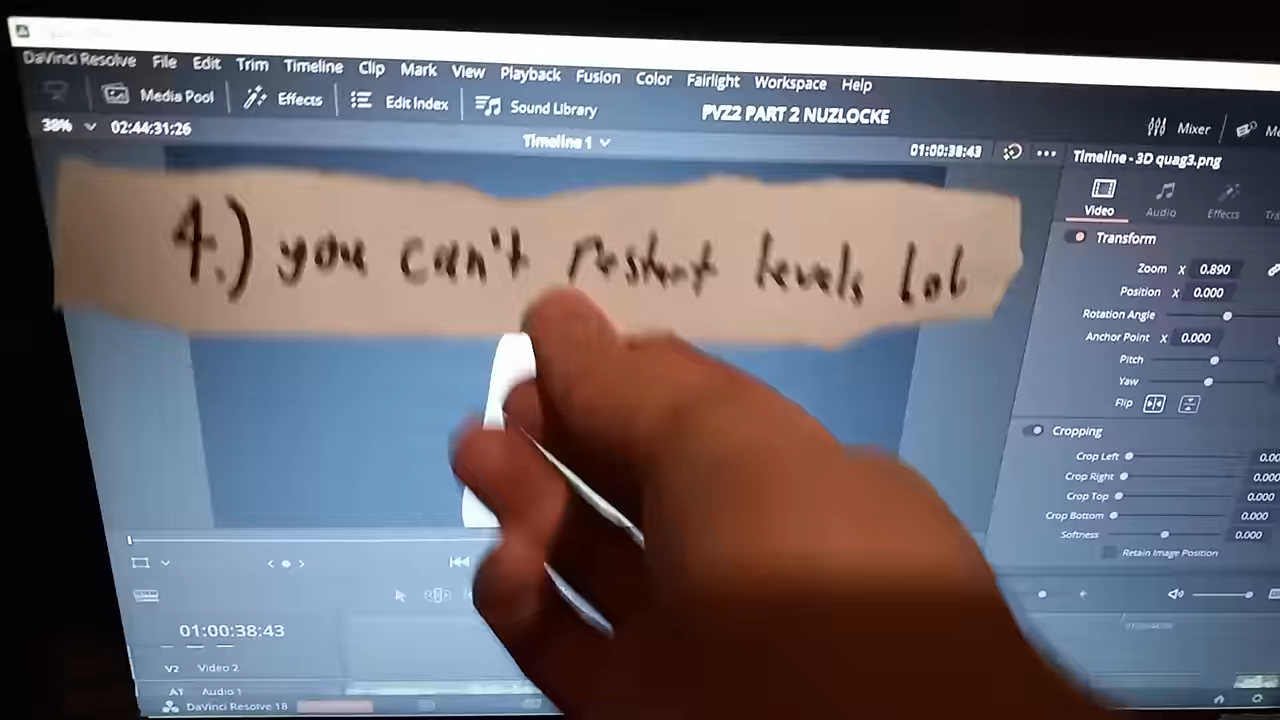 DaVinci Resolve File Edit Trim Timeline Clip Mark View Playback Fusion Color Fairlight Workspace Help
Media Pool Effects Edit Index Sound Library PVZ2 PART 2 NUZLOCKE Mixer
38% 02:44:31:26 Timeline 1 01:00:38:43 ••• Timeline - 3D quag3.png
Video Audio Effects
4.) you can't restart levels lol
Transform
Zoom X 0.890
Position X 0.000
Rotation Angle
Anchor Point X 0.000
Pitch
Yaw
Flip
Cropping
Crop Left 0.00
Crop Right 0.000
Crop Top 0.000
Crop Bottom 0.000
Softness 0.000
Retain Image Position
01:00:38:43
V2 Video 2
A1 Audio 1
DaVinci Resolve 18